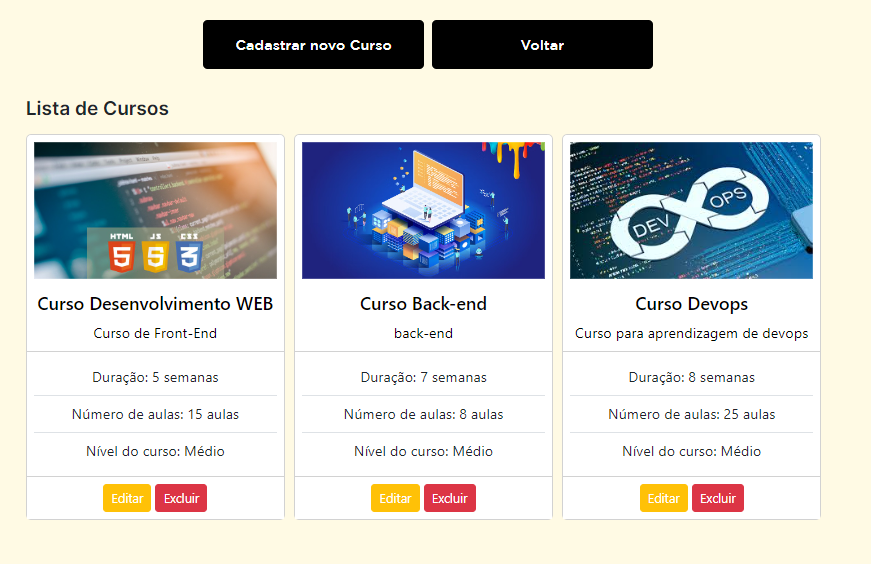 Cadastrar novo Curso
Voltar
Lista de Cursos
HTML JS CSS
5 5 3
DEV OPS
Curso Desenvolvimento WEB
Curso de Front-End
Duração: 5 semanas
Número de aulas: 15 aulas
Nível do curso: Médio
Editar Excluir
Curso Back-end
back-end
Duração: 7 semanas
Número de aulas: 8 aulas
Nível do curso: Médio
Editar Excluir
Curso Devops
Curso para aprendizagem de devops
Duração: 8 semanas
Número de aulas: 25 aulas
Nível do curso: Médio
Editar Excluir